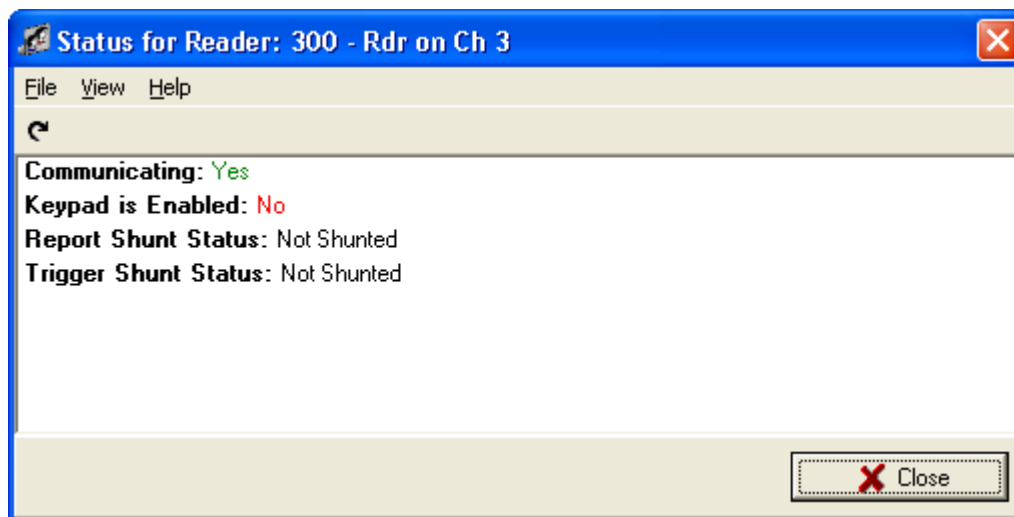 Status for Reader: 300 - Rdr on Ch 3
File View Help
Communicating: Yes
Keypad is Enabled: No
Report Shunt Status: Not Shunted
Trigger Shunt Status: Not Shunted
Close